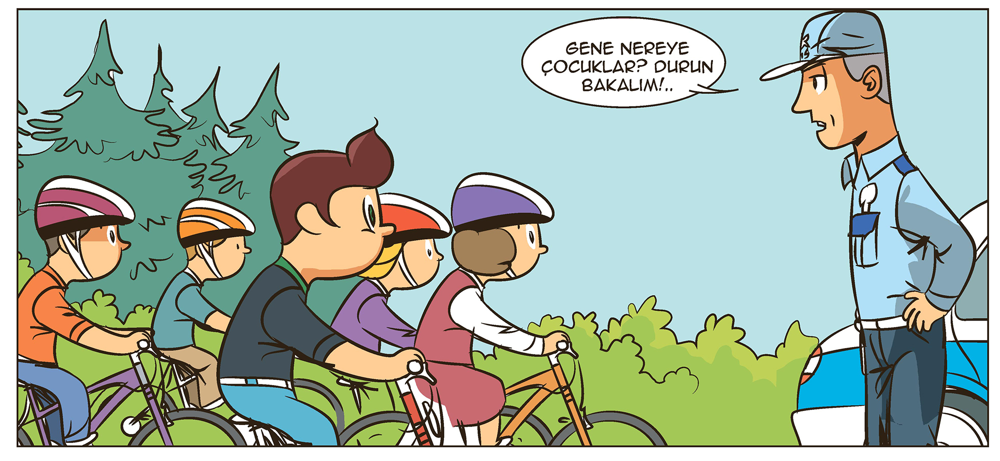 GENE NEREYE
ÇOCUKLAR? DURUN
BAKALIM!..